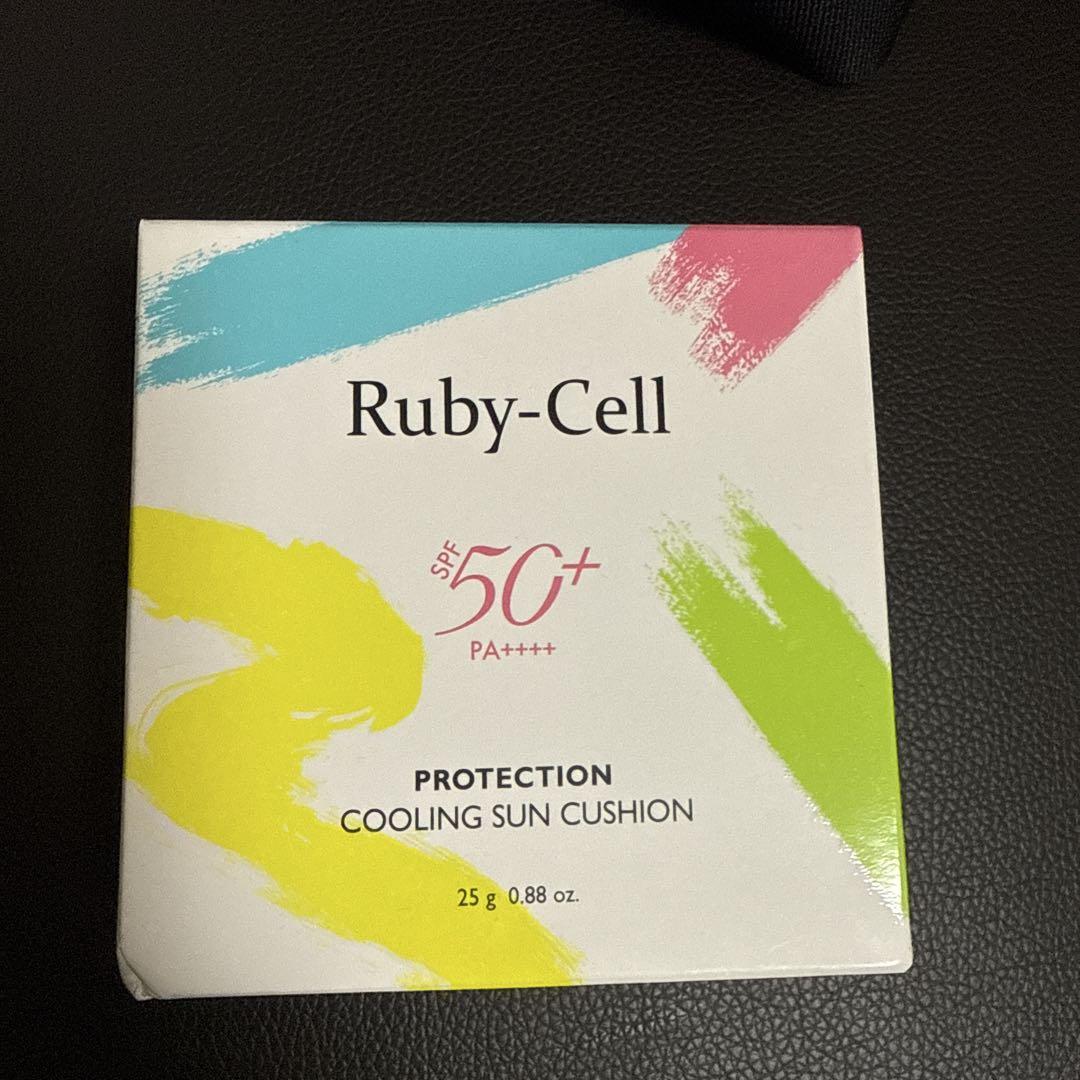 Ruby-Cell
SPF 50+
PA++++
PROTECTION
COOLING SUN CUSHION
25 g 0.88 oz.